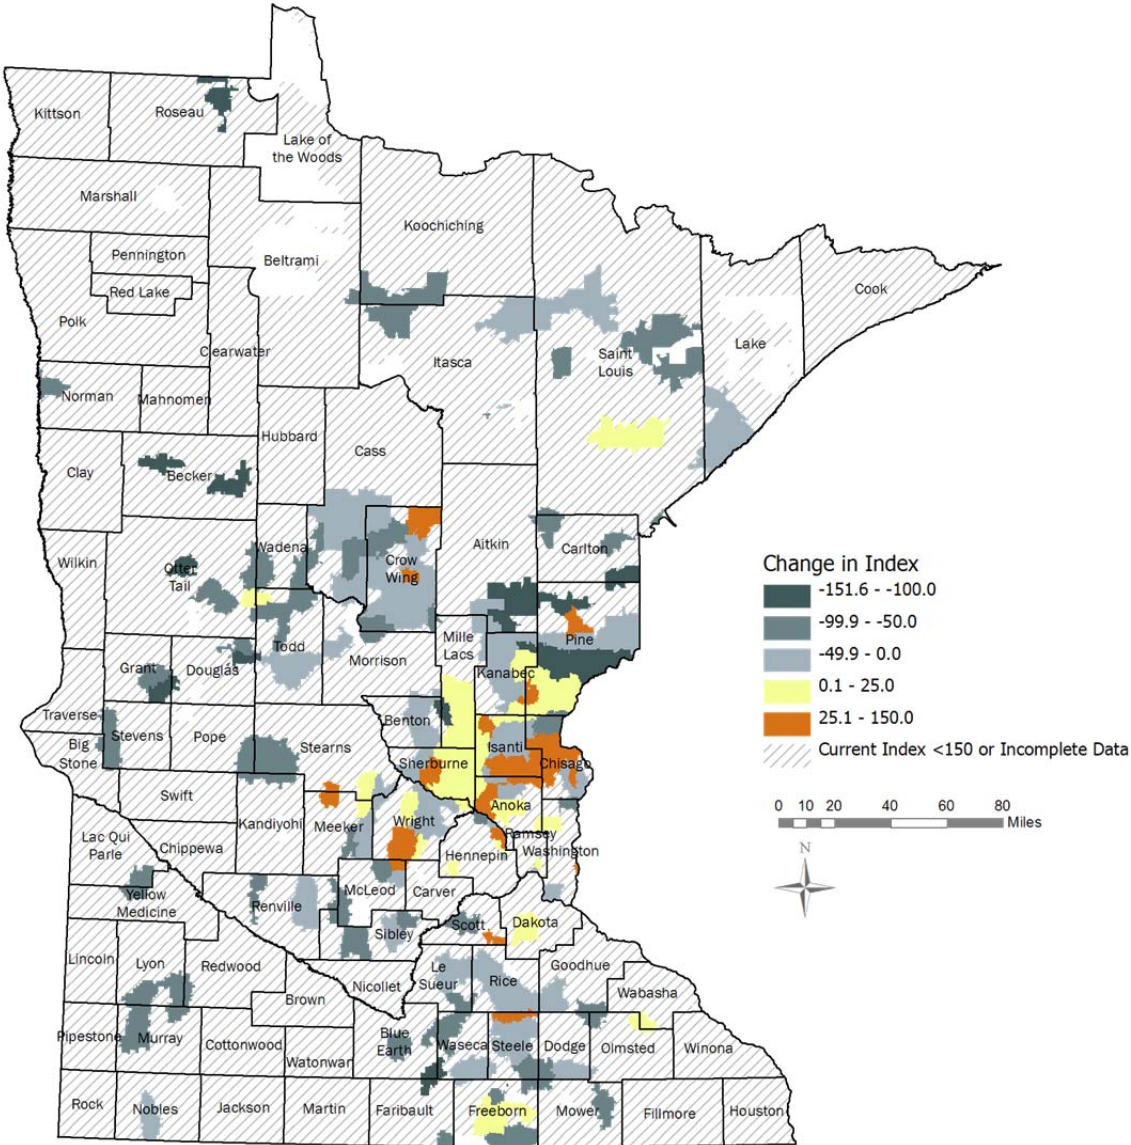 Kittson
Roseau
Lake of
the Woods
Marshall
Koochiching
Pennington
Beltrami
Red Lake
Cook
Polk
Clearwater
Itasca
Saint
Louis
Lake
Norman
Mahnomen
Hubbard
Cass
Clay
Becker
Wilkin
Otter
Tail
Wadena
Crow
Wing
Aitkin
Carlton
Change in Index
-151.6 - -100.0
-99.9 - -50.0
-49.9 - 0.0
0.1 - 25.0
25.1 - 150.0
Current Index <150 or Incomplete Data
Grant
Douglas
Todd
Morrison
Mille
Lacs
Kanabec
Pine
Traverse
Big
Stone
Stevens
Pope
Stearns
Benton
Sherburne
Isanti
Chisago
Swift
Kandiyohi
Meeker
Wright
Anoka
Ramsey
Washington
Hennepin
0 10 20 40 60 80
Miles
N
Lac Qui
Parle
Chippewa
Yellow
Medicine
Renville
McLeod
Carver
Sibley
Scott
Dakota
Lincoln
Lyon
Redwood
Brown
Nicollet
Le
Sueur
Rice
Goodhue
Wabasha
Pipestone
Murray
Cottonwood
Watonwan
Blue
Earth
Waseca
Steele
Dodge
Olmsted
Winona
Rock
Nobles
Jackson
Martin
Faribault
Freeborn
Mower
Fillmore
Houston